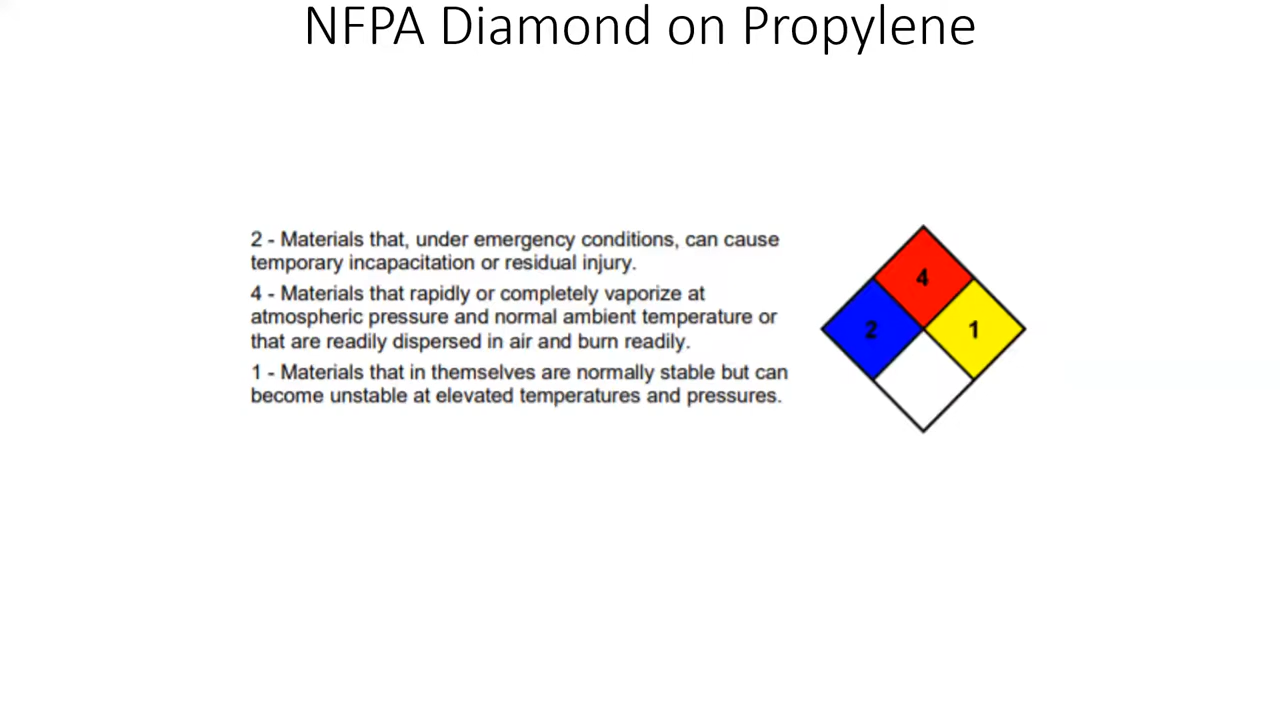 NFPA Diamond on Propylene
2 - Materials that, under emergency conditions, can cause
temporary incapacitation or residual injury.
4 - Materials that rapidly or completely vaporize at
atmospheric pressure and normal ambient temperature or
that are readily dispersed in air and burn readily.
1 - Materials that in themselves are normally stable but can
become unstable at elevated temperatures and pressures.
4
2
1